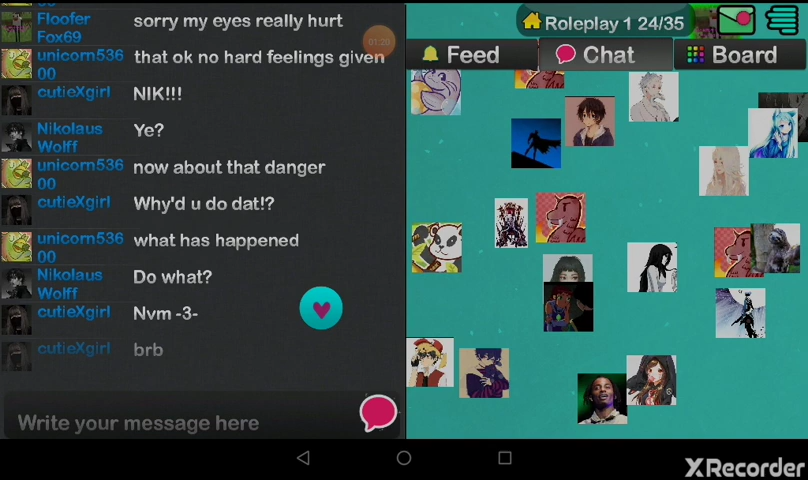 Floofer
Fox69
sorry my eyes really hurt
01:20
unicorn536
00
that ok no hard feelings given
cutieXgirl
NIK!!!
Nikolaus
Wolff
Ye?
unicorn536
00
now about that danger
cutieXgirl
Why'd u do dat!?
unicorn536
00
what has happened
Nikolaus
Wolff
Do what?
cutieXgirl
Nvm -3-
cutieXgirl
brb
Write your message here
Roleplay 1 24/35
Feed
Chat
Board
XRecorder